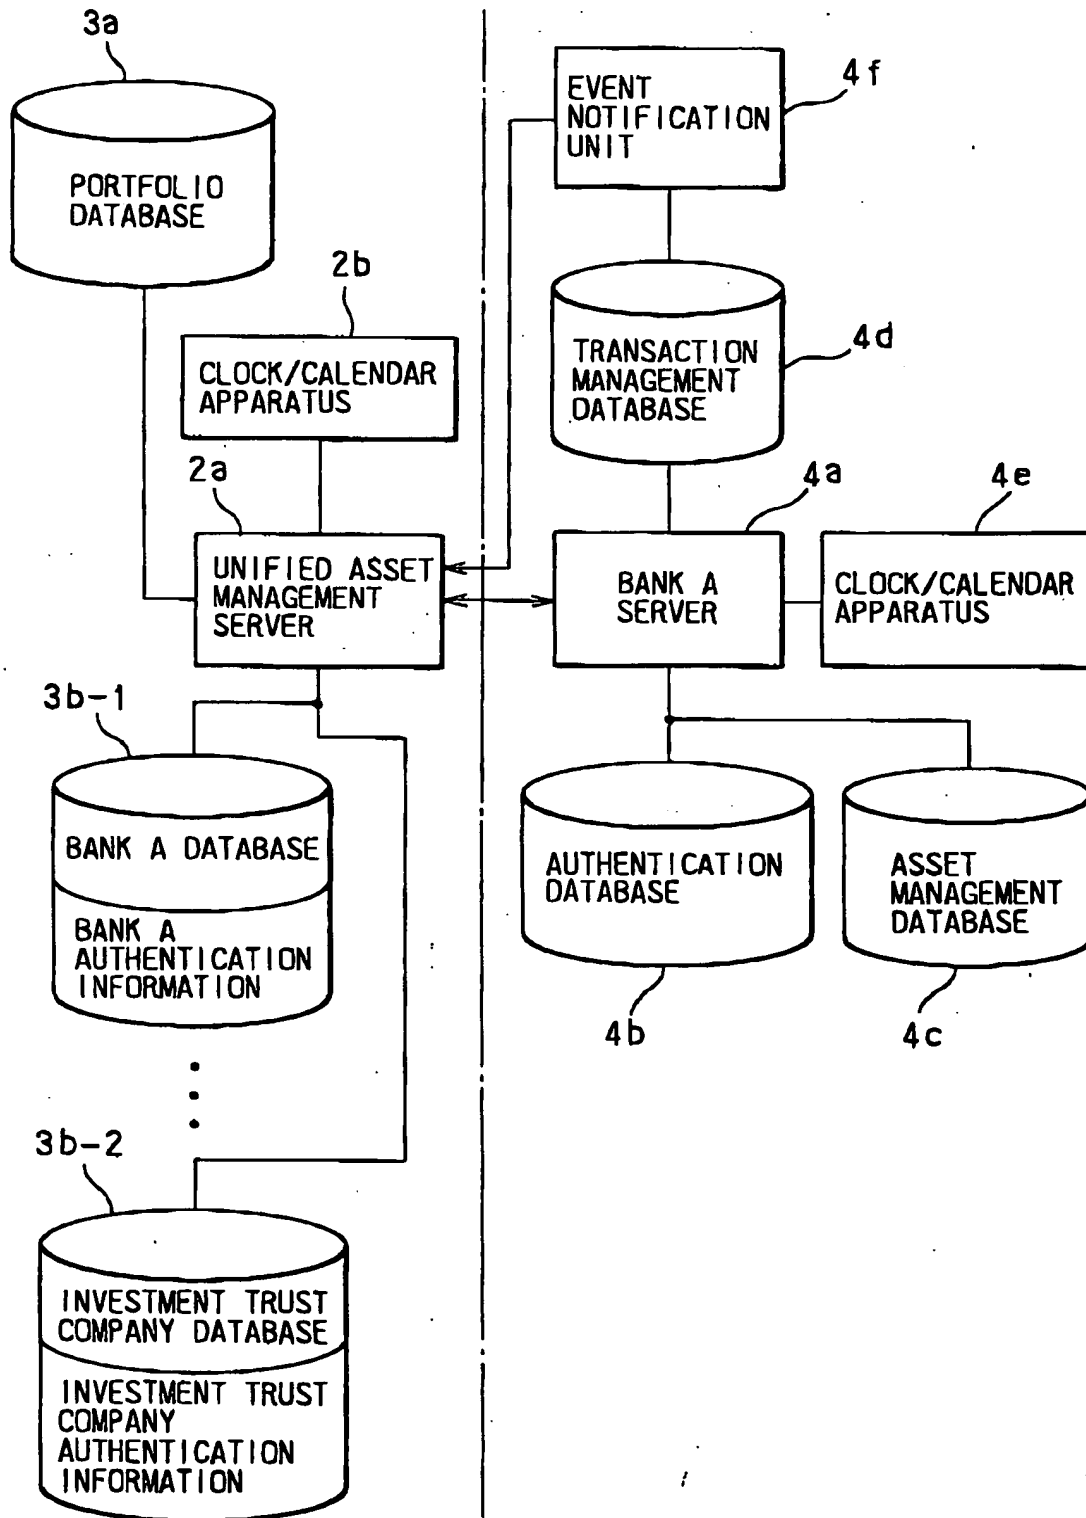 3a
PORTFOLIO
DATABASE
2b
CLOCK/CALENDAR
APPARATUS
2a
UNIFIED ASSET
MANAGEMENT
SERVER
3b-1
BANK A DATABASE
BANK A
AUTHENTICATION
INFORMATION
3b-2
INVESTMENT TRUST
COMPANY DATABASE
INVESTMENT TRUST
COMPANY
AUTHENTICATION
INFORMATION
EVENT
NOTIFICATION
UNIT
4f
TRANSACTION
MANAGEMENT
DATABASE
4d
4a
BANK A
SERVER
4e
CLOCK/CALENDAR
APPARATUS
AUTHENTICATION
DATABASE
4b
ASSET
MANAGEMENT
DATABASE
4c